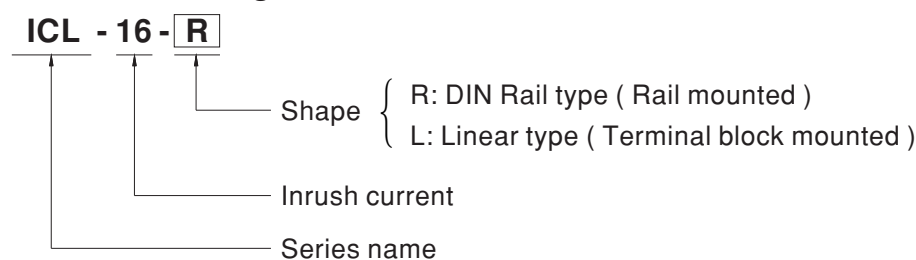 ICL - 16 - R
Shape
R: DIN Rail type ( Rail mounted )
L: Linear type ( Terminal block mounted )
Inrush current
Series name